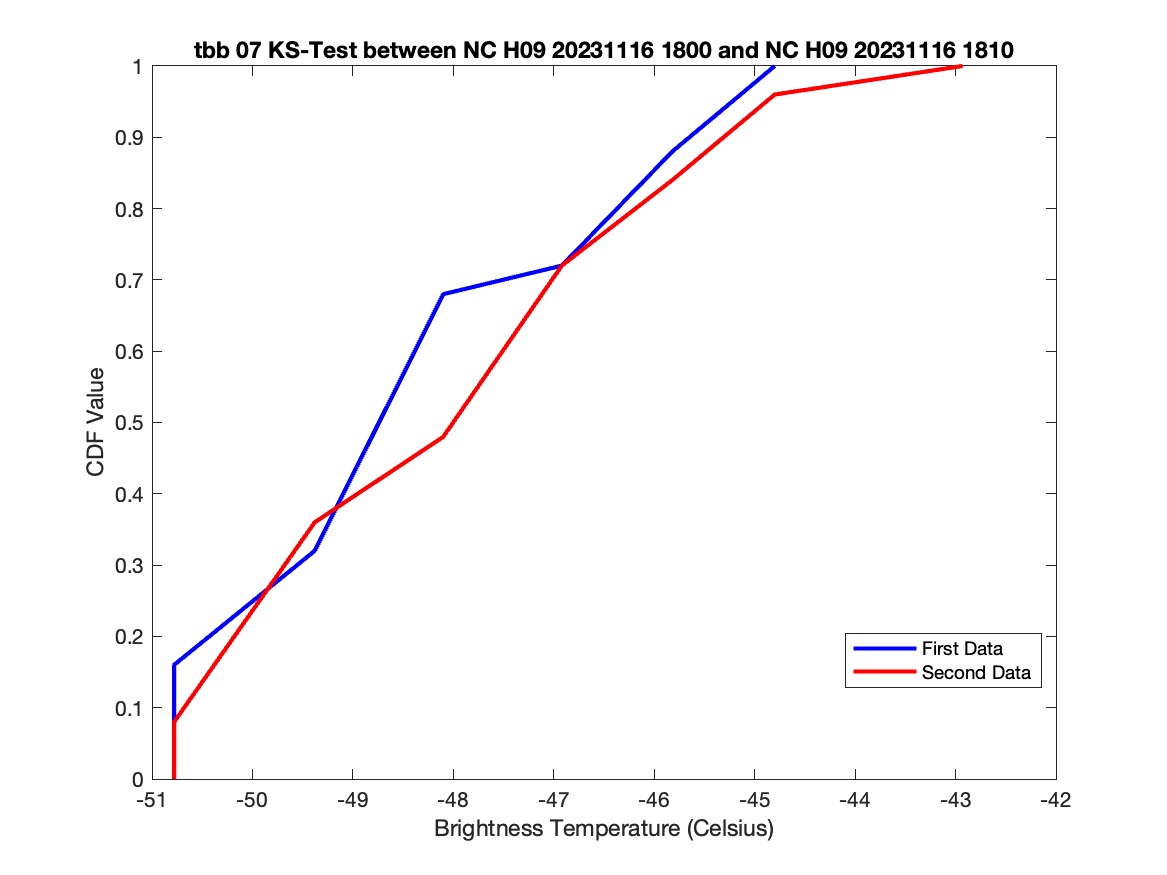 tbb 07 KS-Test between NC H09 20231116 1800 and NC H09 20231116 1810
1
0.9
0.8
0.7
0.6
0.5
0.4
0.3
0.2
0.1
0
CDF Value
First Data
Second Data
-51 -50 -49 -48 -47 -46 -45 -44 -43 -42
Brightness Temperature (Celsius)